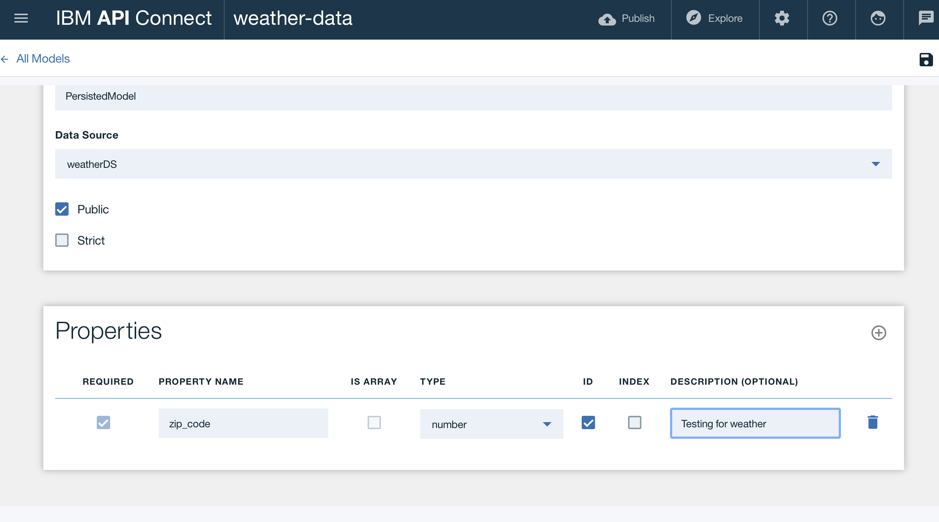 IBM API Connect weather-data Publish Explore
← All Models
PersistedModel
Data Source
weatherDS
Public
Strict
Properties
REQUIRED PROPERTY NAME IS ARRAY TYPE ID INDEX DESCRIPTION (OPTIONAL)
zip_code number Testing for weather